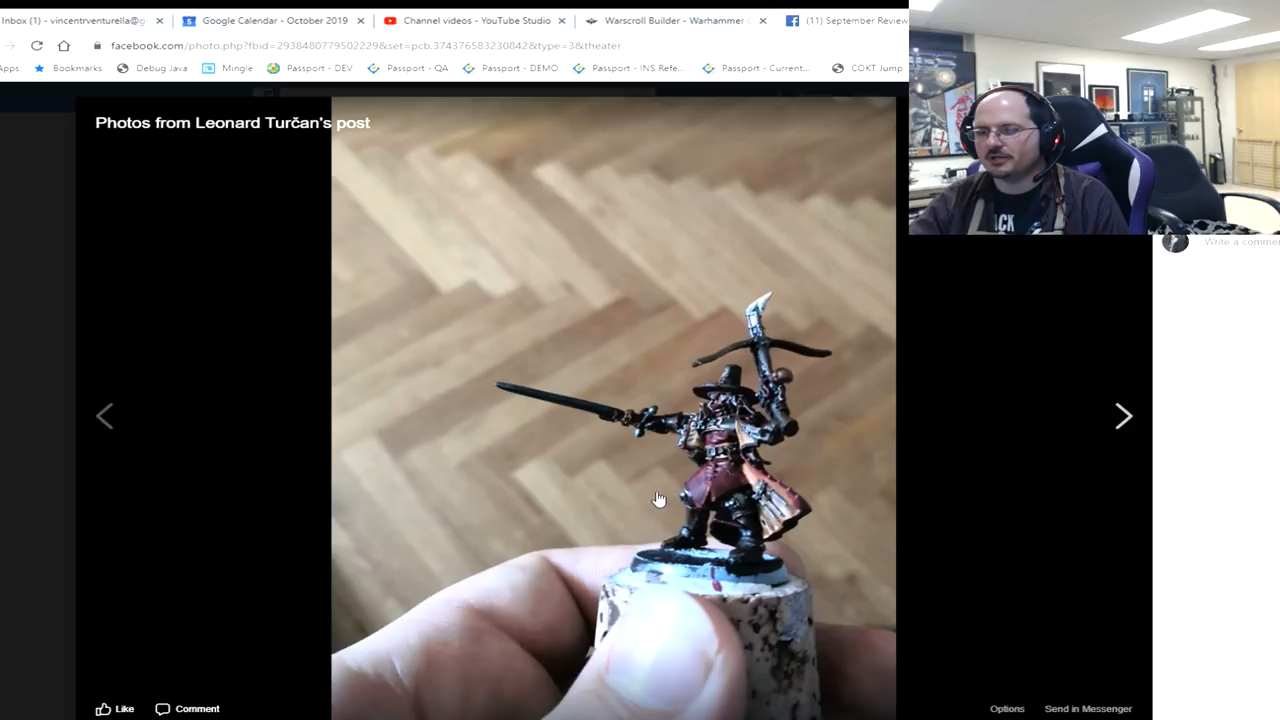 Inbox (1) - vincentrventurella@g
Google Calendar - October 2019
Channel videos - YouTube Studio
Warscroll Builder - Warhammer
(11) September Review
facebook.com/photo.php?fbid=2938480779502229&set=pcb.374376583230842&type=3&theater
Apps
Bookmarks
Debug Java
Mingle
Passport - DEV
Passport - QA
Passport - DEMO
Passport - INS Refe...
Passport - Current...
COKT Jump
Photos from Leonard Turčan's post
Write a comme
Like
Comment
Options
Send in Messenger